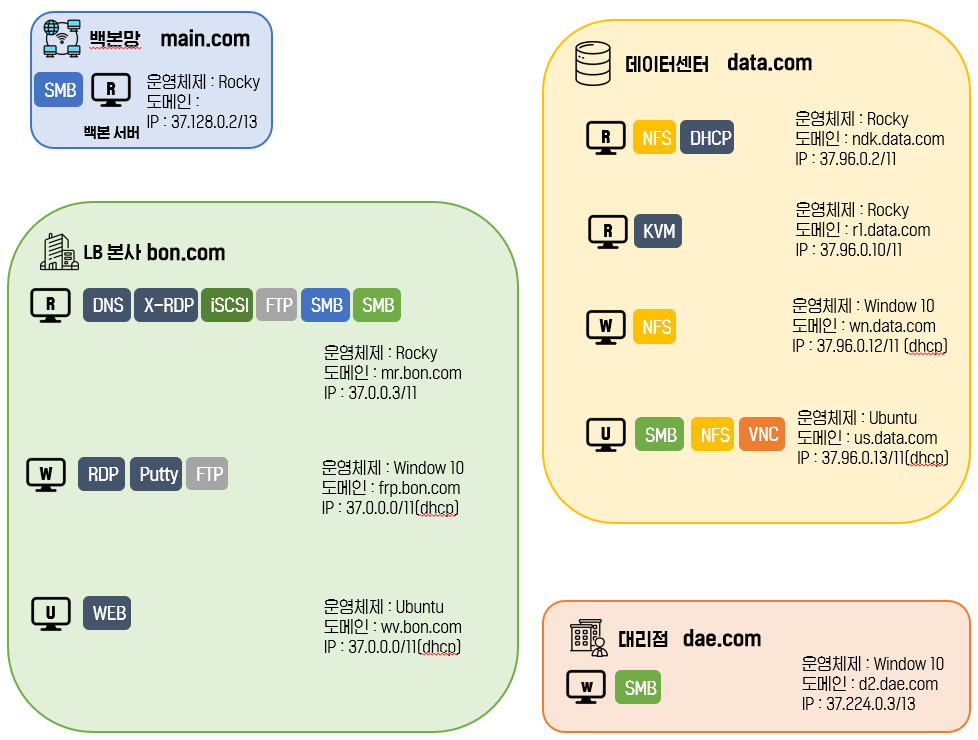 백본망 main.com
SMB R
운영체제 : Rocky
도메인 :
IP : 37.128.0.2/13
백본 서버
LB 본사 bon.com
R DNS X-RDP iSCSI FTP SMB SMB
운영체제 : Rocky
도메인 : mr.bon.com
IP : 37.0.0.3/11
W RDP Putty FTP
운영체제 : Window 10
도메인 : frp.bon.com
IP : 37.0.0.0/11(dhcp)
U WEB
운영체제 : Ubuntu
도메인 : wv.bon.com
IP : 37.0.0.0/11(dhcp)
데이터센터 data.com
R NFS DHCP
운영체제 : Rocky
도메인 : ndk.data.com
IP : 37.96.0.2/11
R KVM
운영체제 : Rocky
도메인 : r1.data.com
IP : 37.96.0.10/11
W NFS
운영체제 : Window 10
도메인 : wn.data.com
IP : 37.96.0.12/11 (dhcp)
U SMB NFS VNC
운영체제 : Ubuntu
도메인 : us.data.com
IP : 37.96.0.13/11(dhcp)
대리점 dae.com
W SMB
운영체제 : Window 10
도메인 : d2.dae.com
IP : 37.224.0.3/13